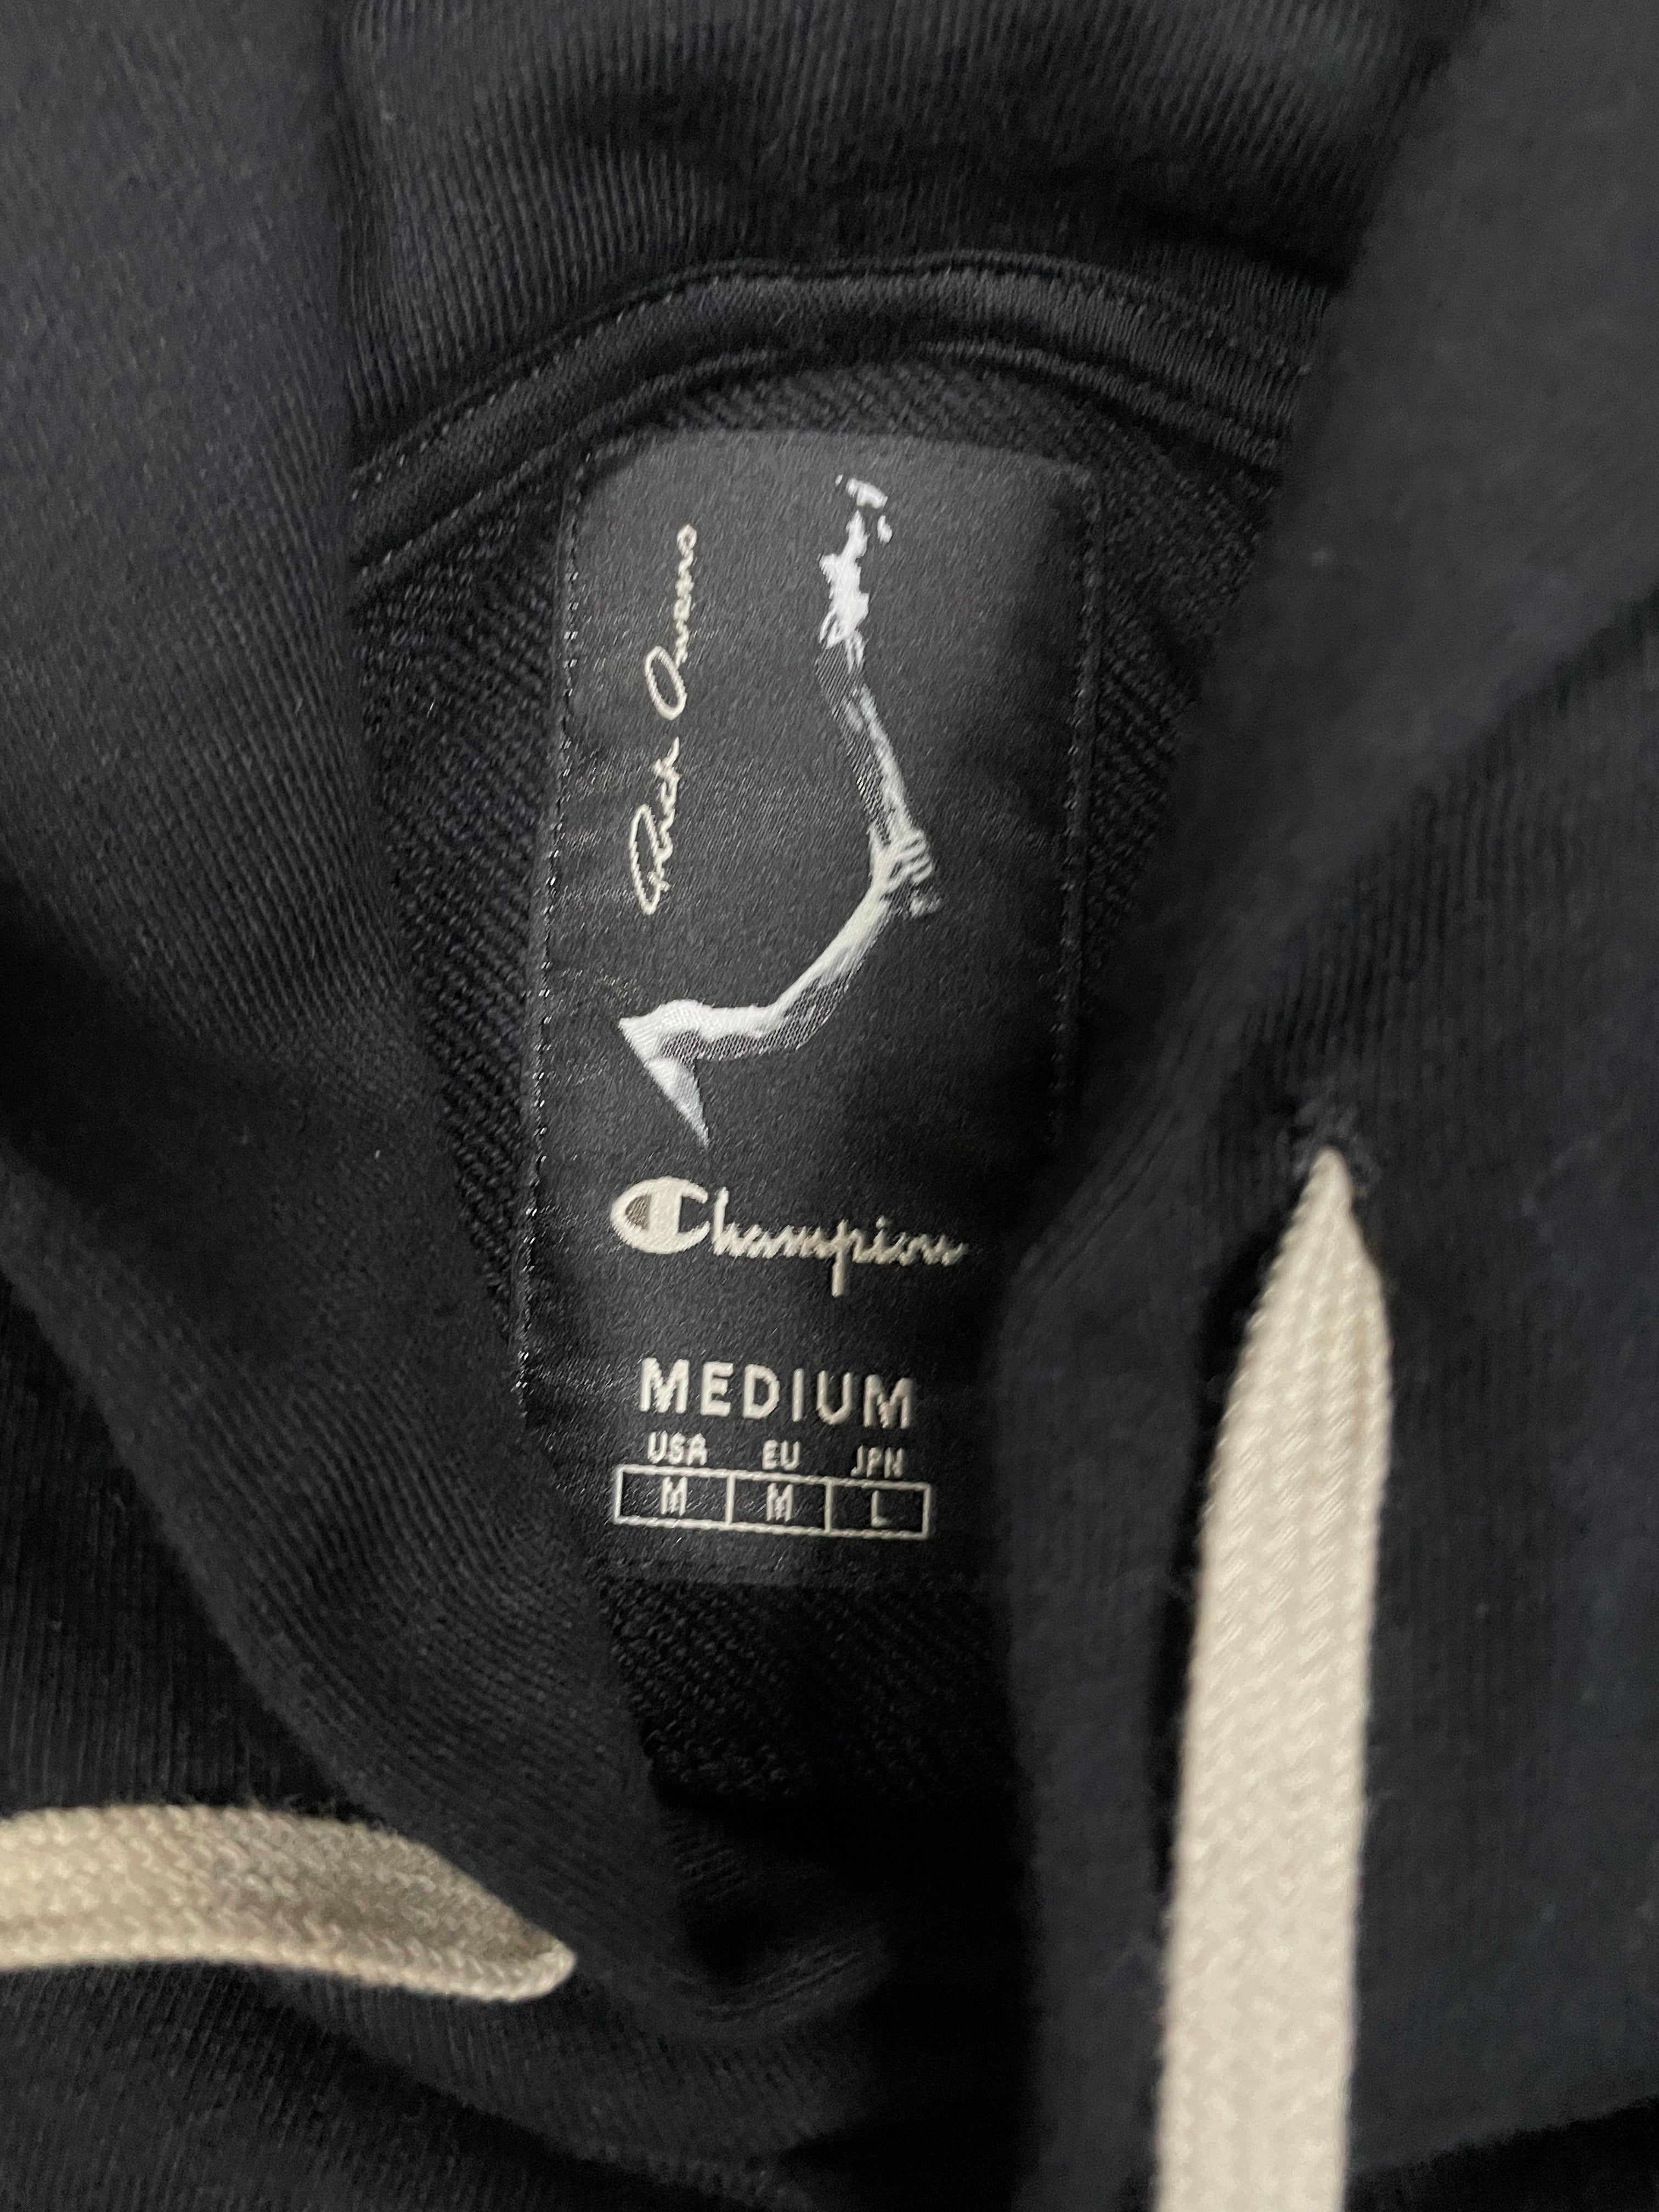 Rick Owens
Champion
MEDIUM
USA EU JPN
M M L